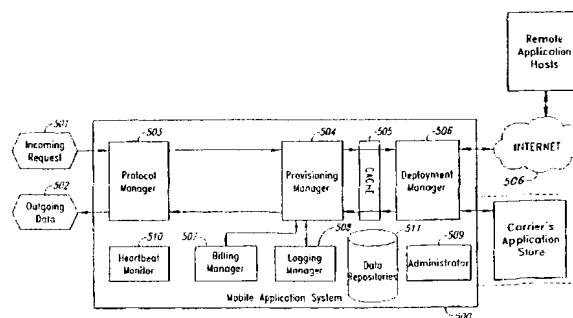 Remote
Application
Hosts
501
503
504
505
506
Incoming
Request
Protocol
Manager
Provisioning
Manager
CACHE
Deployment
Manager
INTERNET
506
502
Outgoing
Data
510
507
508
511
509
Heartbeat
Monitor
Billing
Manager
Logging
Manager
Data
Repositories
Administrator
Carrier's
Application
Store
Mobile Application System
500